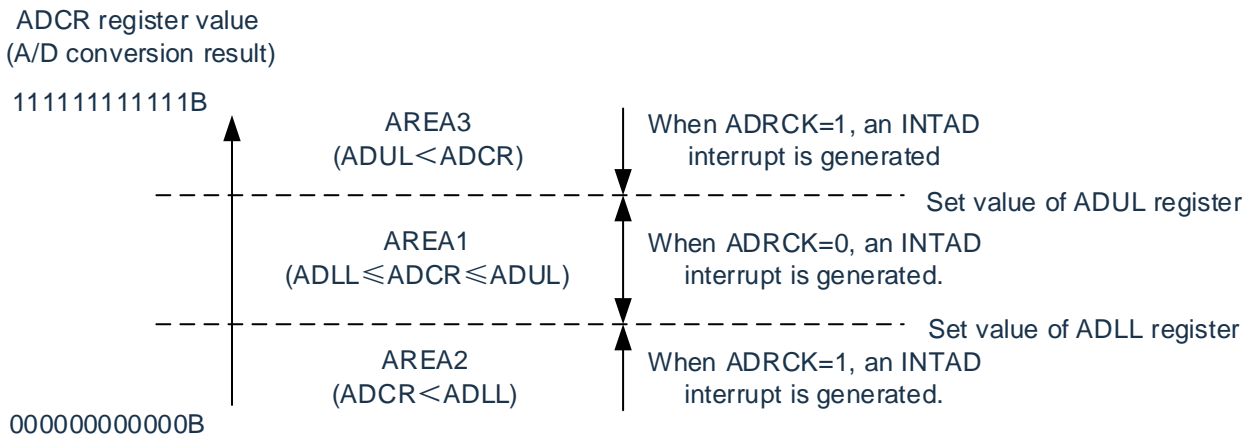 ADCR register value
(A/D conversion result)
111111111111B
AREA3
(ADUL<ADCR)
When ADRCK=1, an INTAD
interrupt is generated
Set value of ADUL register
AREA1
(ADLL≤ADCR≤ADUL)
When ADRCK=0, an INTAD
interrupt is generated.
Set value of ADLL register
AREA2
(ADCR<ADLL)
When ADRCK=1, an INTAD
interrupt is generated.
000000000000B